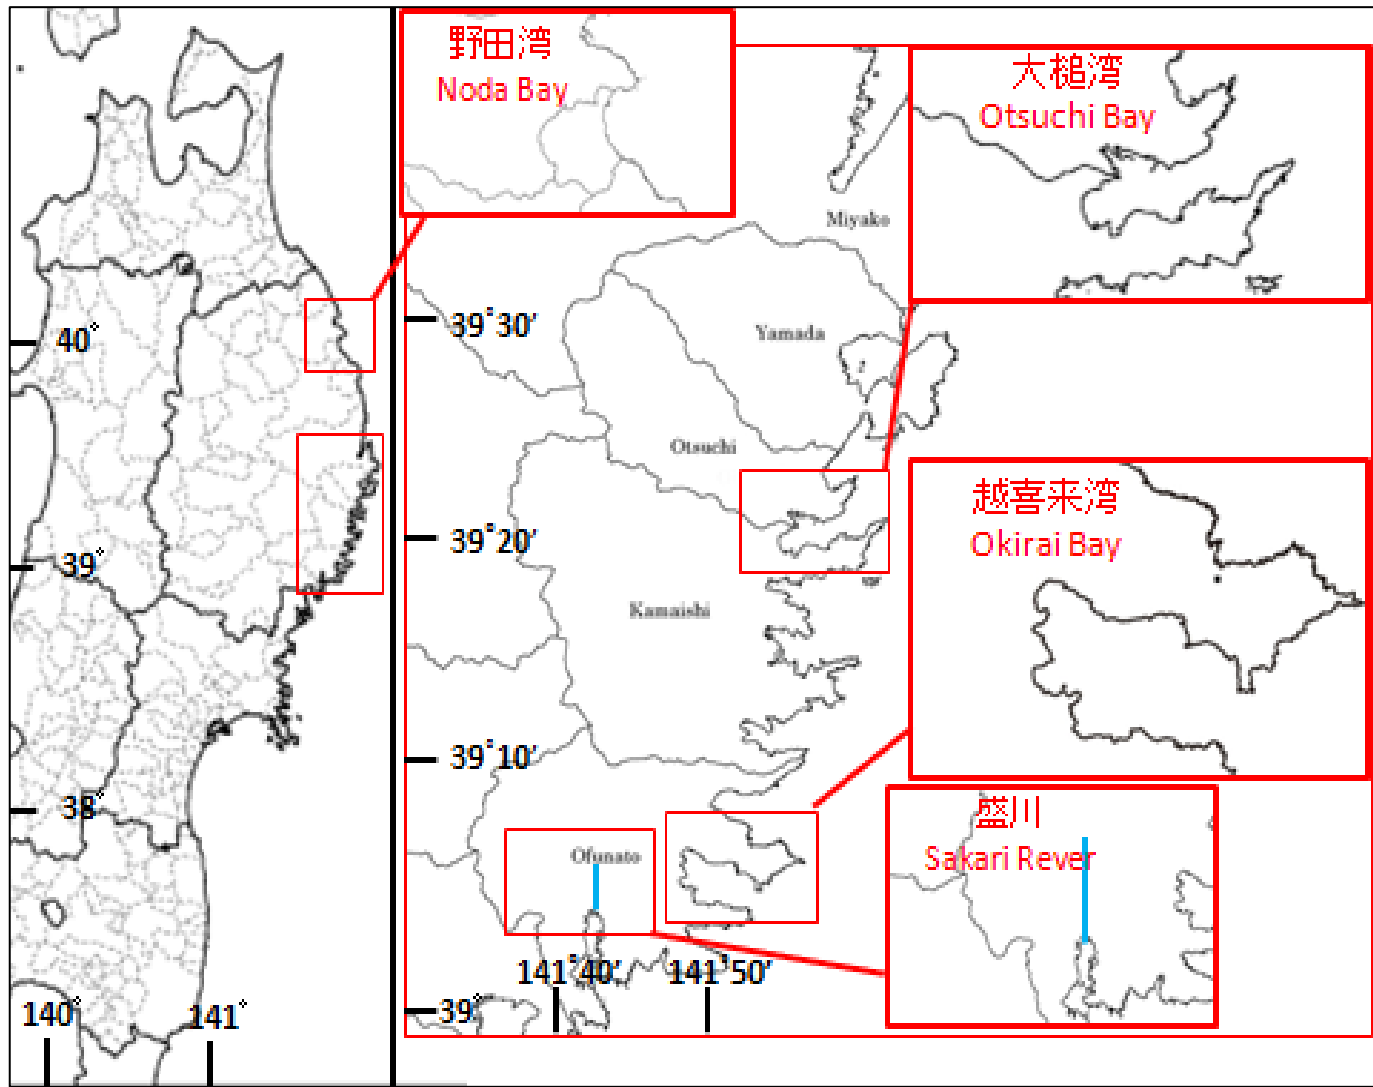 野田湾
Noda Bay
大槌湾
Otsuchi Bay
Miyako
39°30′
Yamada
40°
Otsuchi
越喜来湾
Okirai Bay
39°20′
39°
Kamaishi
39°10′
38°
盛川
Sakari Rever
Ofunato
141°40′
141°50′
39°
140°
141°